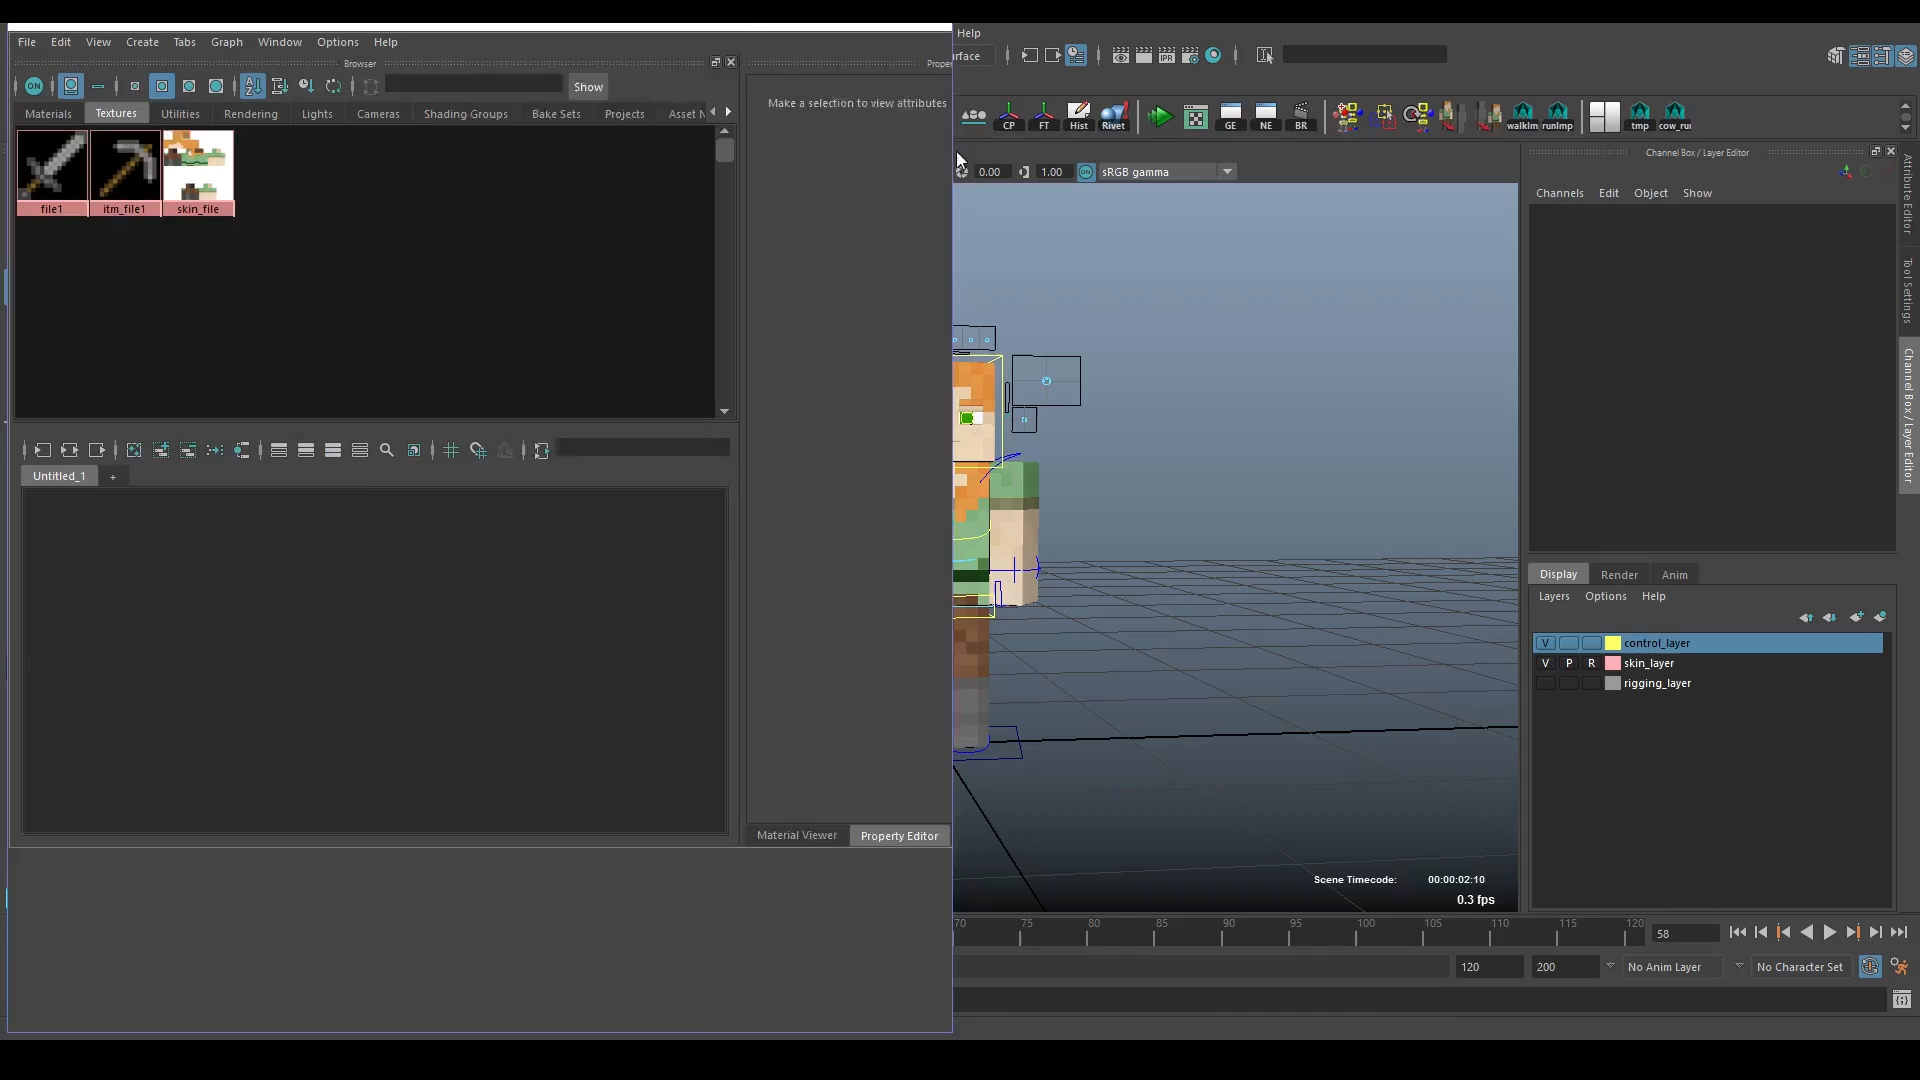 File Edit View Create Tabs Graph Window Options Help
Help
Browser
ON
Show
Materials Textures Utilities Rendering Lights Cameras Shading Groups Bake Sets Projects Asset
file1 itm_file1 skin_file
Make a selection to view attributes
Untitled_1 +
Material Viewer Property Editor
IPR
CP FT Hist Rivet GE NE BR tmp
0.00 1.00 ON sRGB gamma
Channel Box / Layer Editor
Channels Edit Object Show
Attribute Editor
Tool Settings
Channel Box / Layer Editor
Display Render Anim
Layers Options Help
V control_layer
V P R skin_layer
rigging_layer
Scene Timecode: 00:00:02:10
0.3 fps
70 75 80 85 90 95 100 105 110 115 120 58
120 200 No Anim Layer No Character Set